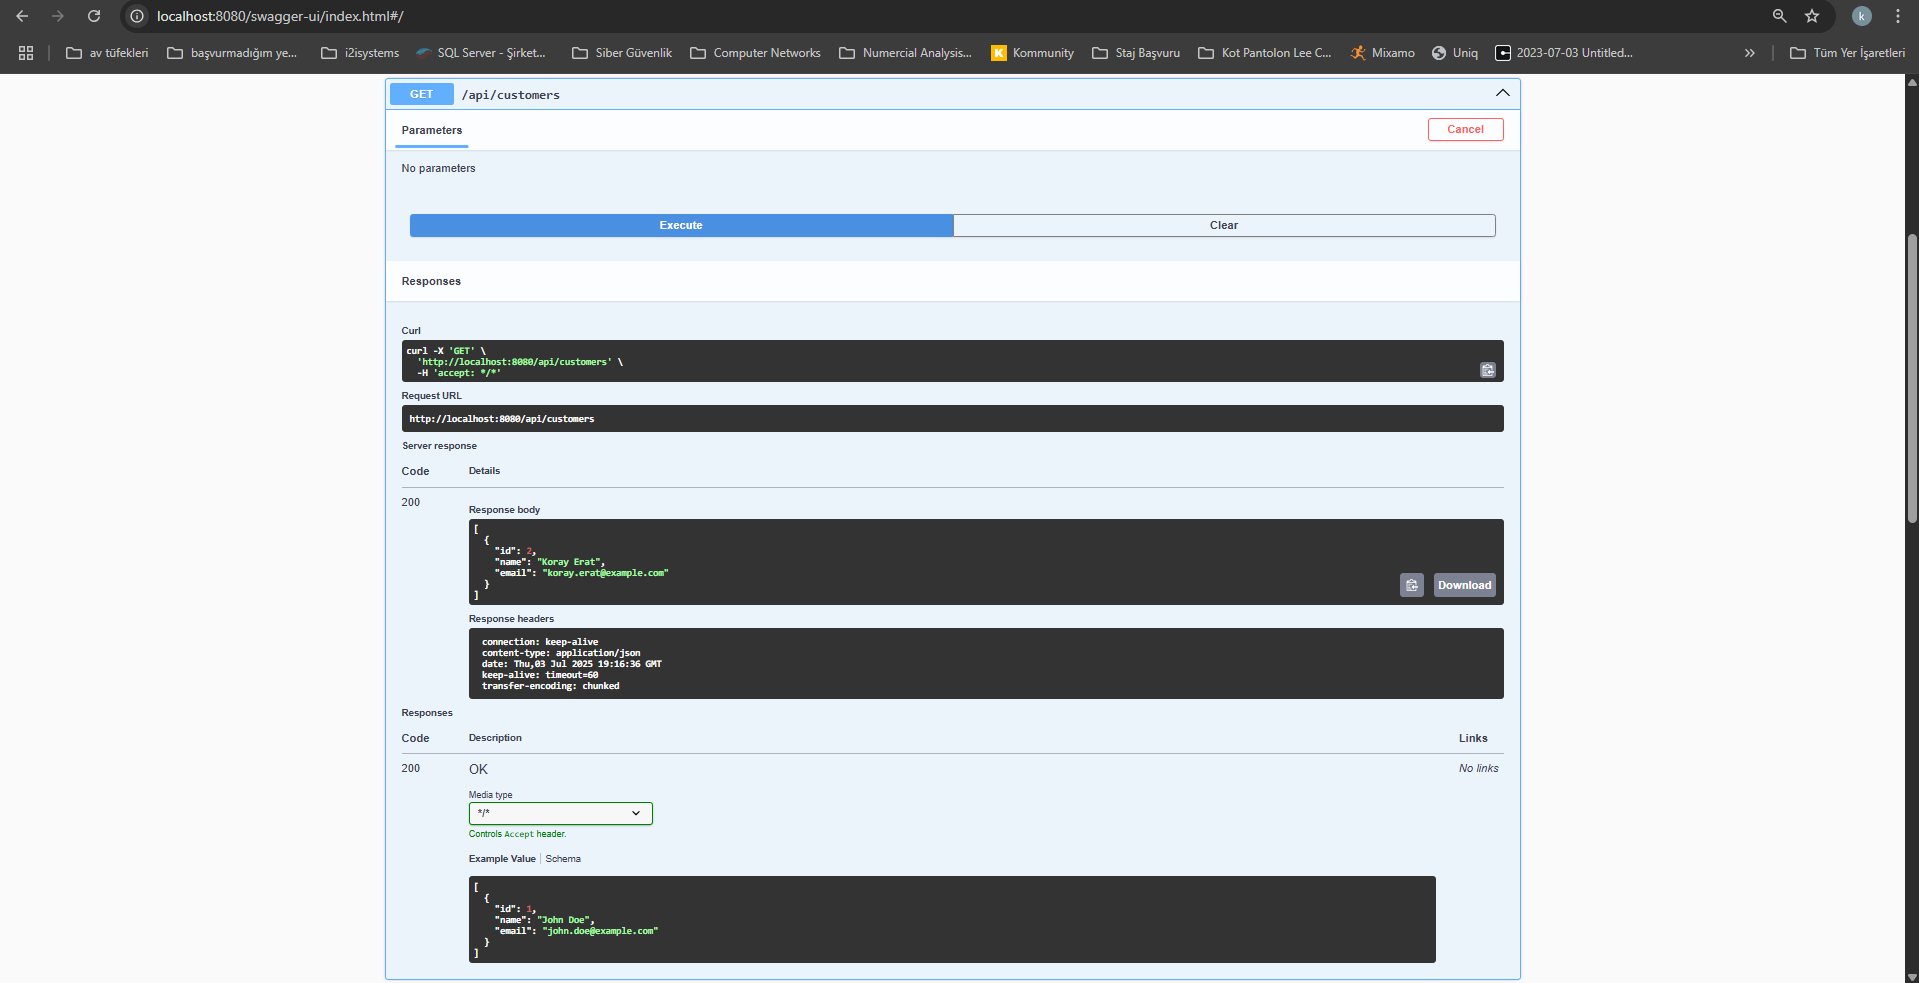 localhost:8080/swagger-ui/index.html#/
k
av tüfekleri
başvurmadığım ye...
i2isystems
SQL Server - Şirket...
Siber Güvenlik
Computer Networks
Numercial Analysis...
K Kommunity
Staj Başvuru
Kot Pantolon Lee C...
Mixamo
Uniq
2023-07-03 Untitled...
»
Tüm Yer İşaretleri
GET /api/customers
Parameters
Cancel
No parameters
Execute
Clear
Responses
Curl
curl -X 'GET' \
'http://localhost:8080/api/customers' \
-H 'accept: */*'
Request URL
http://localhost:8080/api/customers
Server response
Code Details
200
Response body
[
{
"id": 2,
"name": "Koray Erat",
"email": "koray.erat@example.com"
}
]
Download
Response headers
connection: keep-alive
content-type: application/json
date: Thu,03 Jul 2025 19:16:36 GMT
keep-alive: timeout=60
transfer-encoding: chunked
Responses
Code Description Links
200 OK No links
Media type
*/*
Controls Accept header.
Example Value | Schema
[
{
"id": 1,
"name": "John Doe",
"email": "john.doe@example.com"
}
]